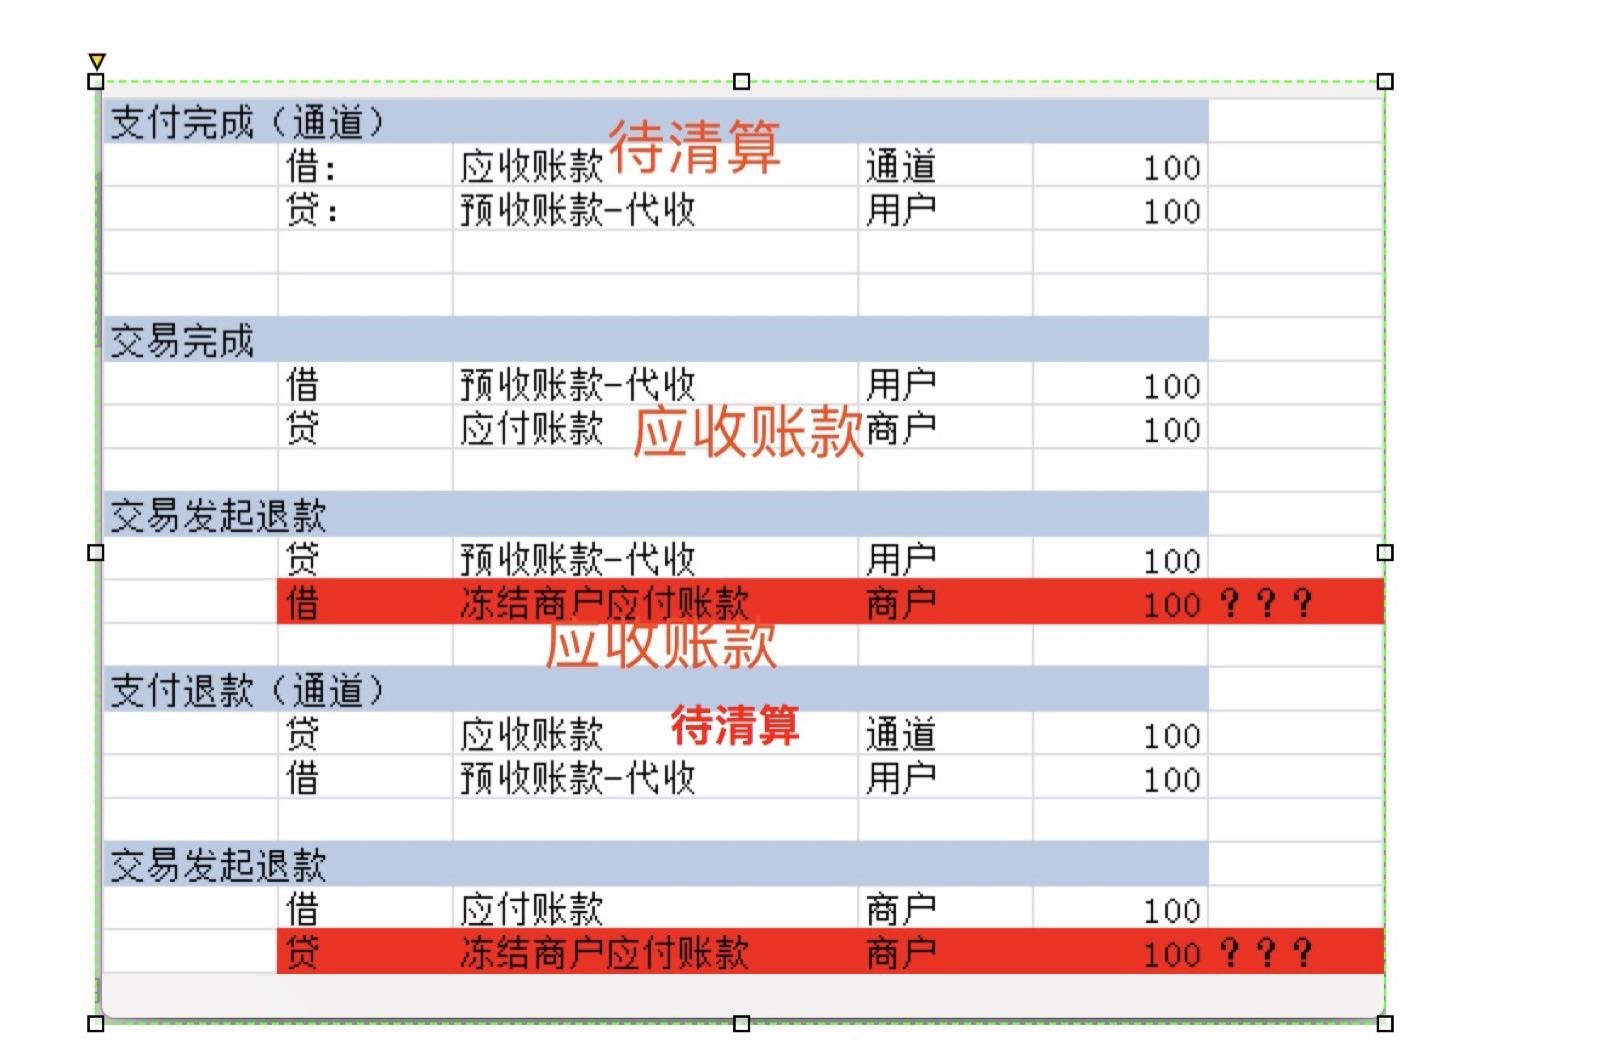 支付完成（通道）
待清算
借： 应收账款 通道 100
贷： 预收账款-代收 用户 100
交易完成
借 预收账款-代收 用户 100
贷 应付账款 应收账款 商户 100
交易发起退款
贷 预收账款-代收 用户 100
借 冻结商户应付账款 商户 100 ？？？
应收账款
支付退款（通道）
贷 应收账款 待清算 通道 100
借 预收账款-代收 用户 100
交易发起退款
借 应付账款 商户 100
贷 冻结商户应付账款 商户 100 ？？？